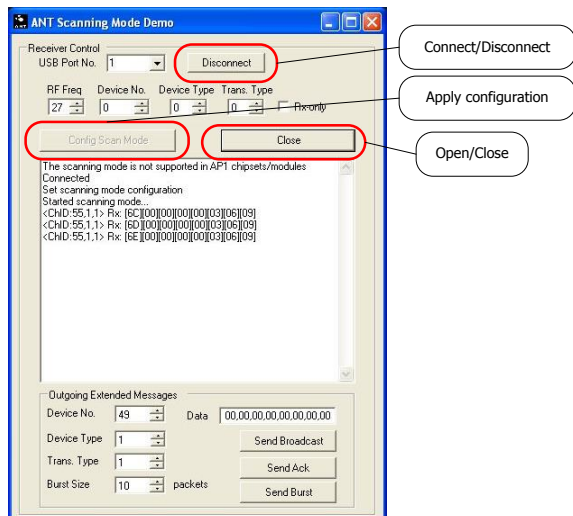 ANT Scanning Mode Demo
Receiver Control
USB Port No. 1 Disconnect
Connect/Disconnect
RF Freq Device No. Device Type Trans. Type
27 0 0 0 Rx-only
Apply configuration
Config Scan Mode Close
Open/Close
The scanning mode is not supported in AP1 chipsets/modules
Connected
Set scanning mode configuration
Started scanning mode...
<ChID:55,1,1> Rx: [6C][00][00][00][00][03][06][09]
<ChID:55,1,1> Rx: [6D][00][00][00][00][03][06][09]
<ChID:55,1,1> Rx: [6E][00][00][00][00][03][06][09]
Outgoing Extended Messages
Device No. 49 Data 00,00,00,00,00,00,00,00
Device Type 1 Send Broadcast
Trans. Type 1 Send Ack
Burst Size 10 packets Send Burst